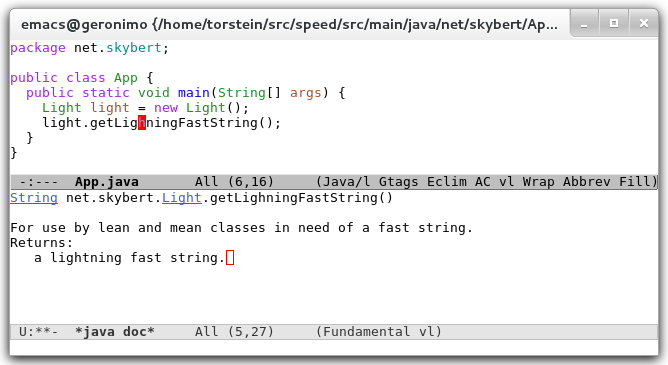 emacs@geronimo {/home/torstein/src/speed/src/main/java/net/skybert/Ap...
package net.skybert;
public class App {
  public static void main(String[] args) {
    Light light = new Light();
    light.getLighningFastString();
  }
}
-:---  App.java       All (6,16)     (Java/l Gtags Eclim AC vl Wrap Abbrev Fill)
String net.skybert.Light.getLighningFastString()
For use by lean and mean classes in need of a fast string.
Returns:
   a lightning fast string.
U:**-  *java doc*     All (5,27)     (Fundamental vl)